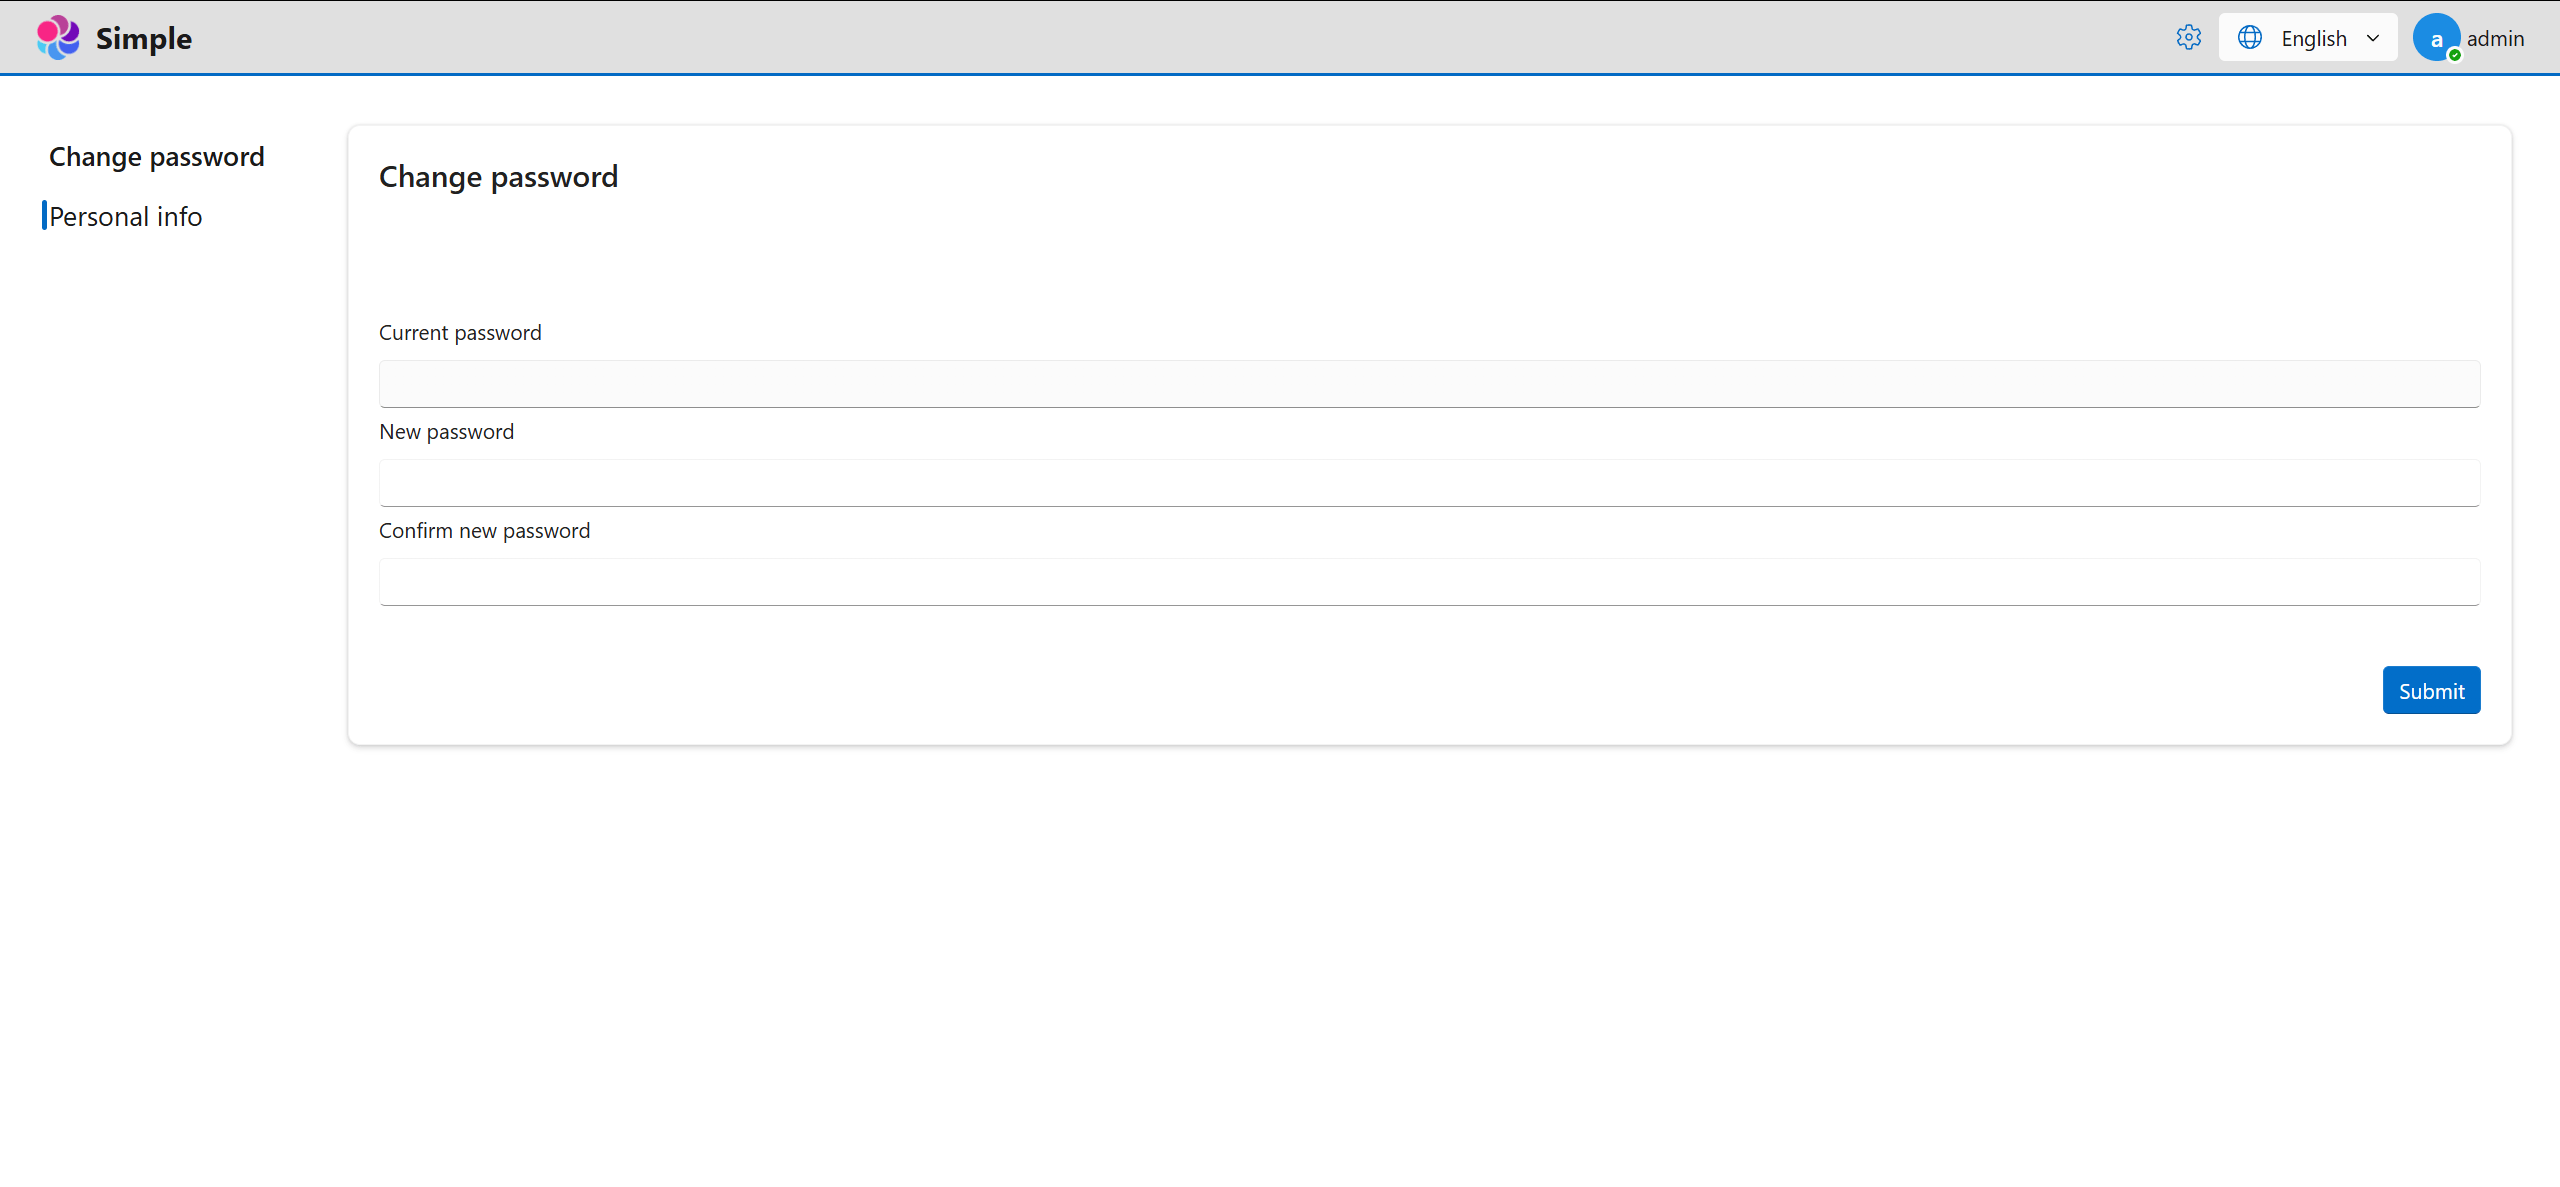 Simple
English
a
admin
Change password
Personal info
Change password
Current password
New password
Confirm new password
Submit